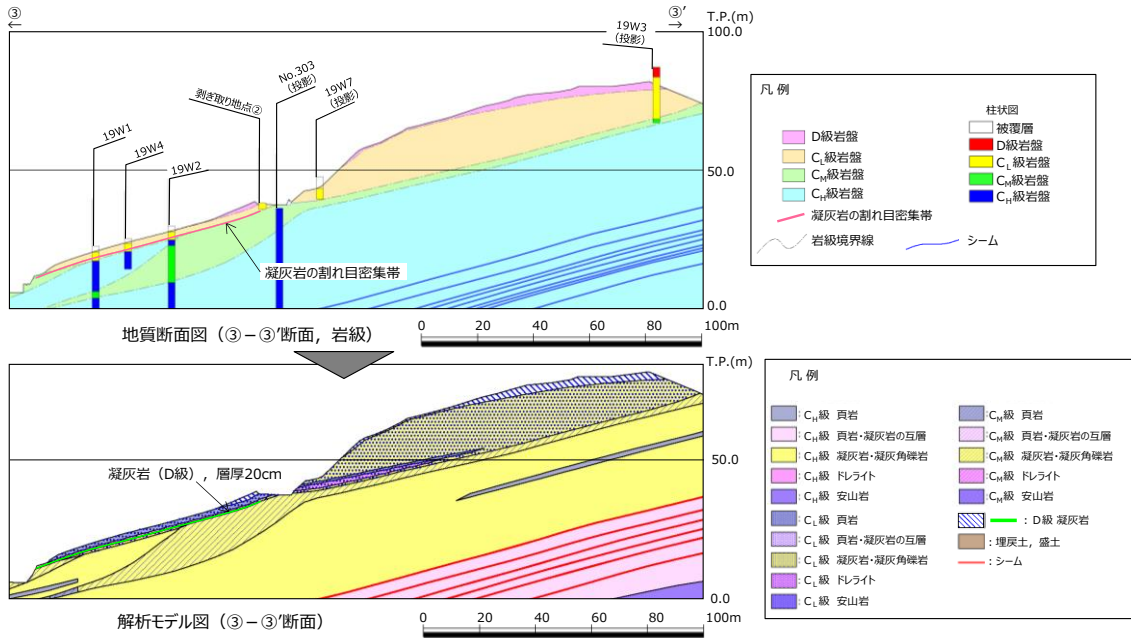 ③
③’
T.P.(m)
100.0
19W3
(投影)
No.303
(投影)
19W7
(投影)
剥ぎ取り地点②
19W1
19W4
19W2
50.0
凝灰岩の割れ目密集帯
0.0
地質断面図（③－③’断面，岩級）
0 20 40 60 80 100m
凡 例
D級岩盤
CL級岩盤
CM級岩盤
CH級岩盤
柱状図
被覆層
D級岩盤
CL級岩盤
CM級岩盤
CH級岩盤
凝灰岩の割れ目密集帯
岩級境界線
シーム
T.P.(m)
50.0
凝灰岩（D級），層厚20cm
0.0
解析モデル図（③－③’断面）
0 20 40 60 80 100m
凡 例
:CH級 頁岩
:CH級 頁岩・凝灰岩の互層
:CH級 凝灰岩・凝灰角礫岩
:CH級 ドレライト
:CH級 安山岩
:CL級 頁岩
:CL級 頁岩・凝灰岩の互層
:CL級 凝灰岩・凝灰角礫岩
:CL級 ドレライト
:CL級 安山岩
:CM級 頁岩
:CM級 頁岩・凝灰岩の互層
:CM級 凝灰岩・凝灰角礫岩
:CM級 ドレライト
:CM級 安山岩
：D級 凝灰岩
:埋戻土，盛土
:シーム